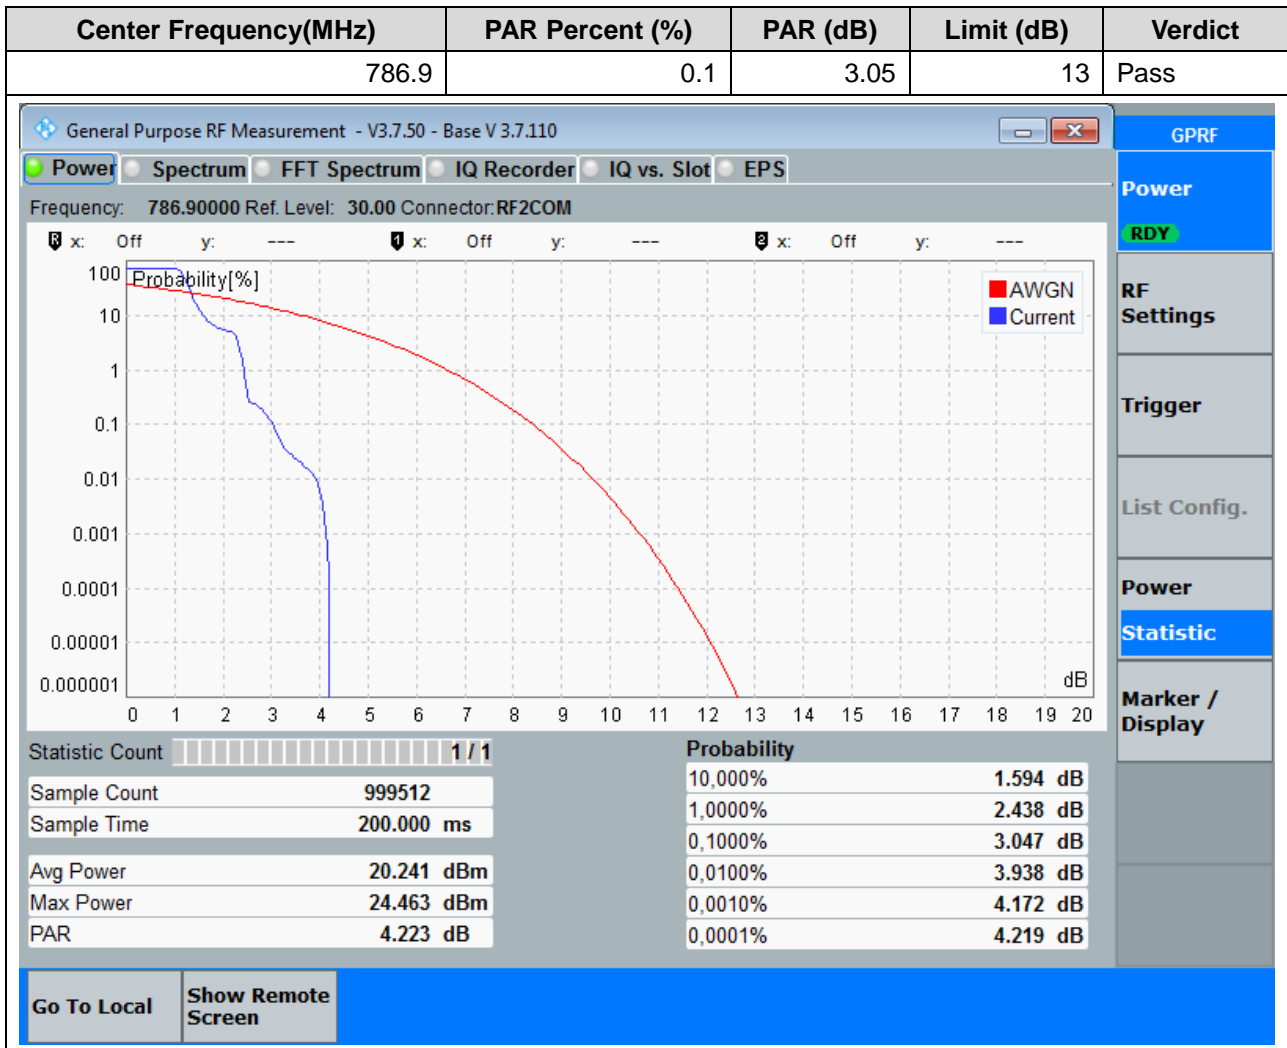 Center Frequency(MHz) PAR Percent (%) PAR (dB) Limit (dB) Verdict
786.9 0.1 3.05 13 Pass
General Purpose RF Measurement - V3.7.50 - Base V 3.7.110
GPRF
Power Spectrum FFT Spectrum IQ Recorder IQ vs. Slot EPS
Frequency: 786.90000 Ref. Level: 30.00 Connector:RF2COM
Power
RDY
R x: Off y: --- 1 x: Off y: --- 2 x: Off y: ---
Probability[%]
AWGN
Current
100
10
1
0.1
0.01
0.001
0.0001
0.00001
0.000001
dB
0 1 2 3 4 5 6 7 8 9 10 11 12 13 14 15 16 17 18 19 20
RF
Settings
Trigger
List Config.
Power
Statistic
Marker /
Display
Statistic Count 1 / 1
Sample Count 999512
Sample Time 200.000 ms
Avg Power 20.241 dBm
Max Power 24.463 dBm
PAR 4.223 dB
Probability
10,000% 1.594 dB
1,0000% 2.438 dB
0,1000% 3.047 dB
0,0100% 3.938 dB
0,0010% 4.172 dB
0,0001% 4.219 dB
Go To Local
Show Remote
Screen